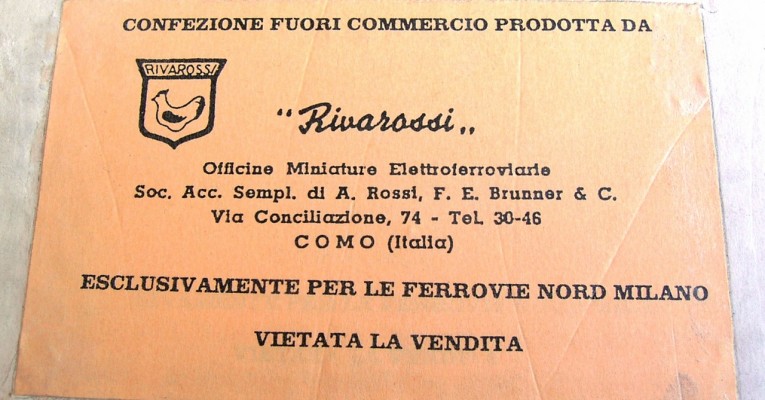 CONFEZIONE FUORI COMMERCIO PRODOTTA DA
RIVAROSSI
"Rivarossi„
Officine Miniature Elettroferroviarie
Soc. Acc. Sempl. di A. Rossi, F. E. Brunner & C.
Via Conciliazione, 74 - Tel. 30-46
COMO (Italia)
ESCLUSIVAMENTE PER LE FERROVIE NORD MILANO
VIETATA LA VENDITA